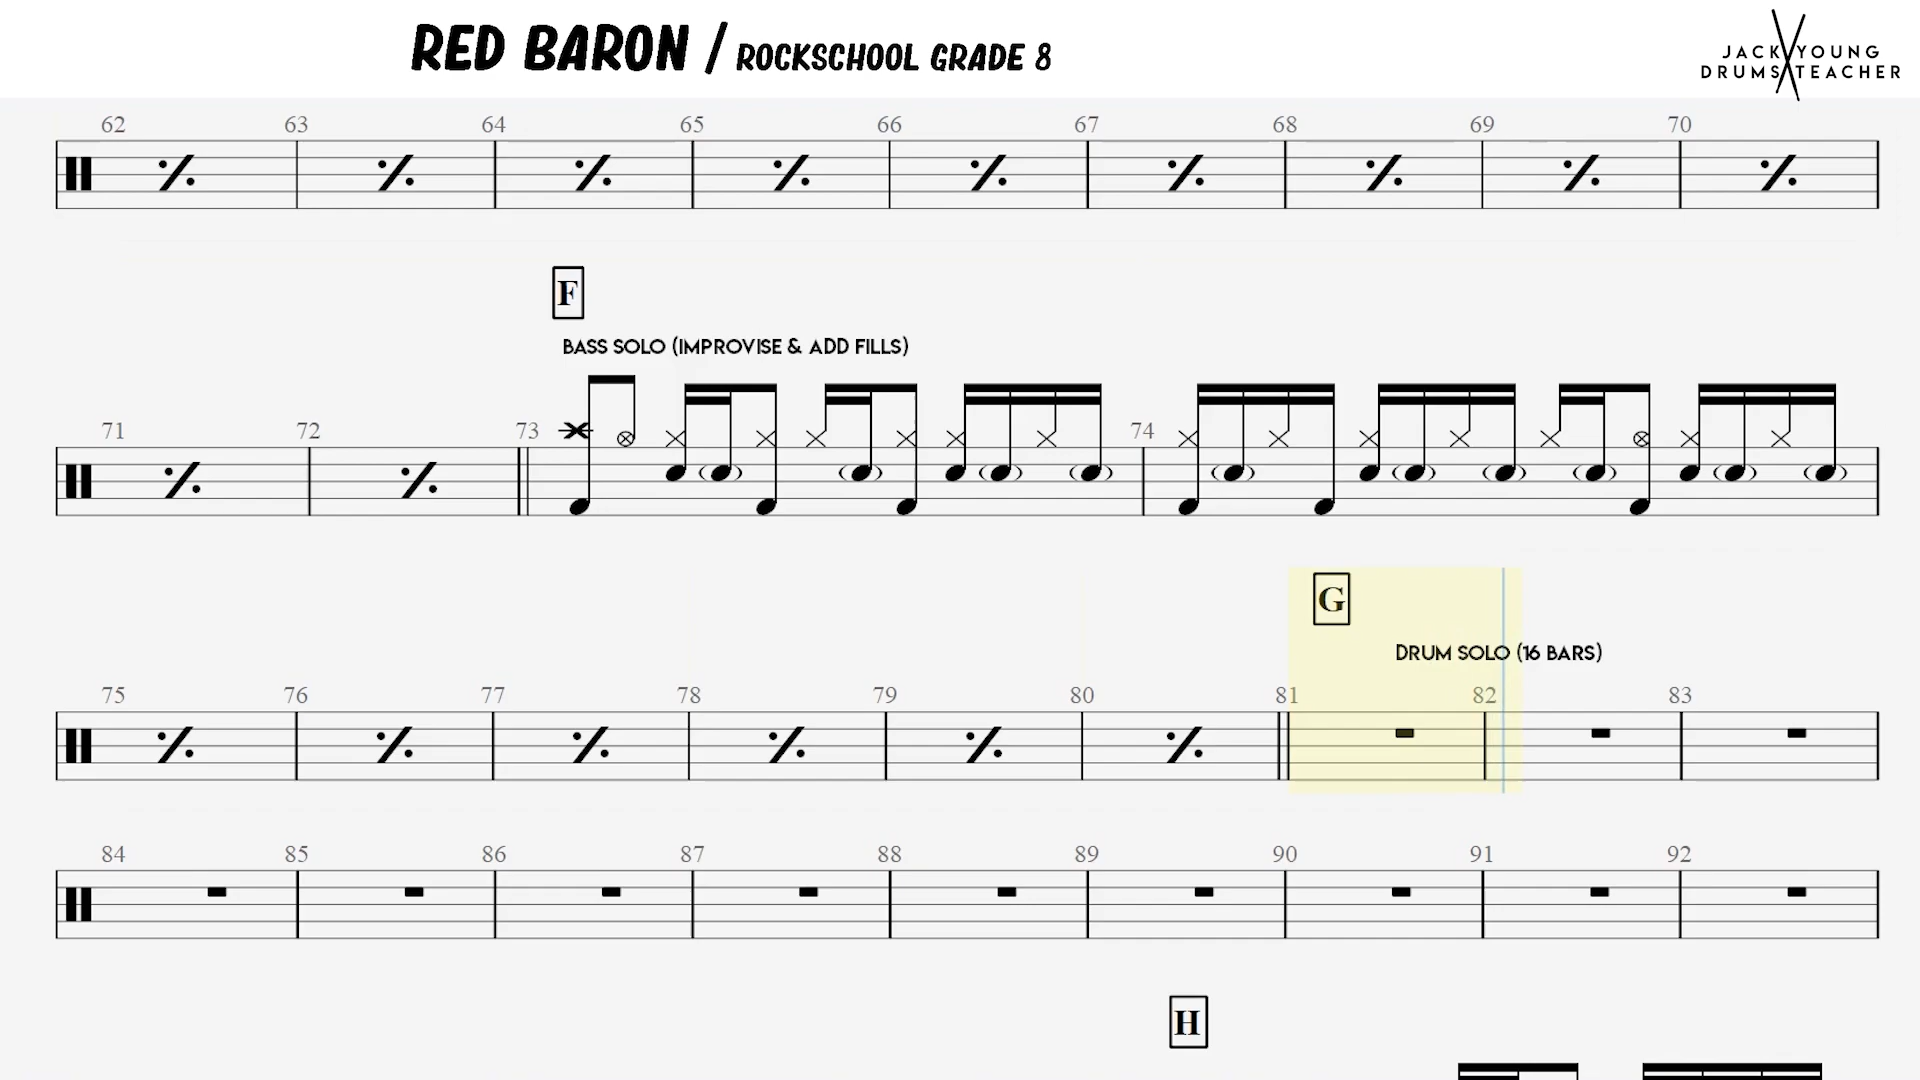 RED BARON / ROCKSCHOOL GRADE 8
JACK YOUNG
DRUMS TEACHER
62 63 64 65 66 67 68 69 70
F
BASS SOLO (IMPROVISE & ADD FILLS)
71 72 73 74
G
DRUM SOLO (16 BARS)
75 76 77 78 79 80 81 82 83
84 85 86 87 88 89 90 91 92
H